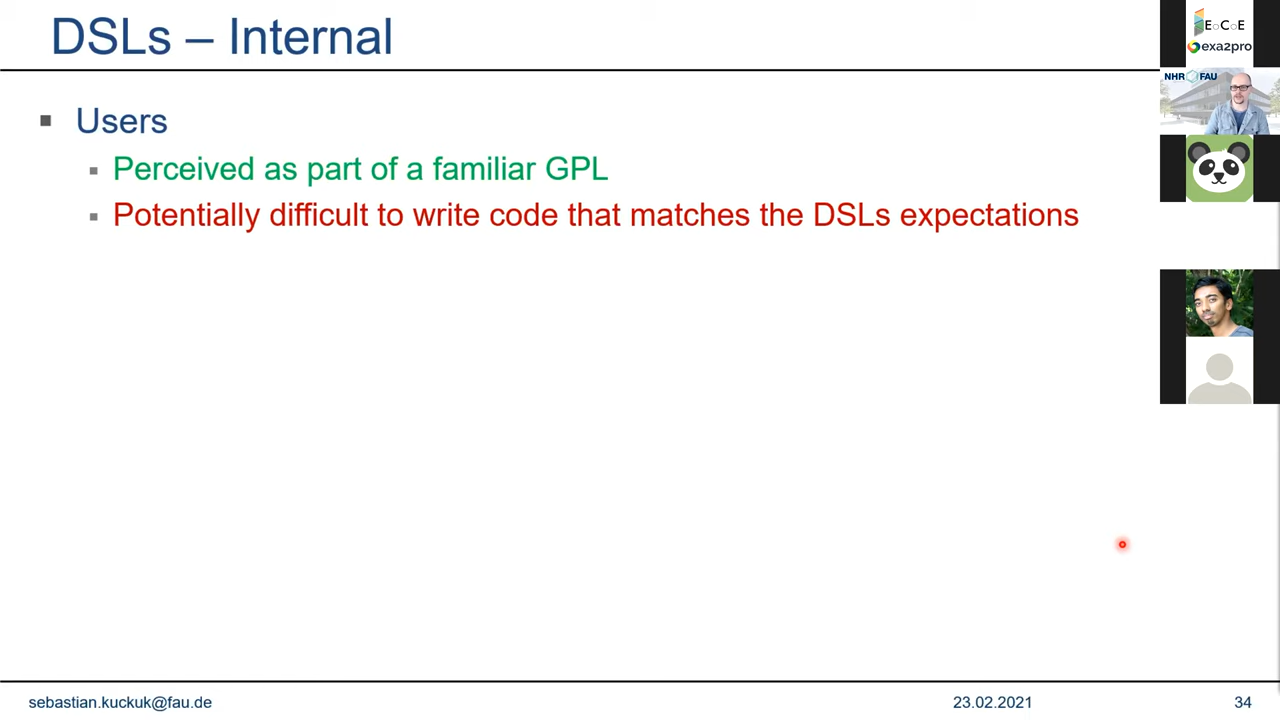 DSLs – Internal
Users
Perceived as part of a familiar GPL
Potentially difficult to write code that matches the DSLs expectations
EoCoE
exa2pro
NHR FAU
sebastian.kuckuk@fau.de
23.02.2021
34